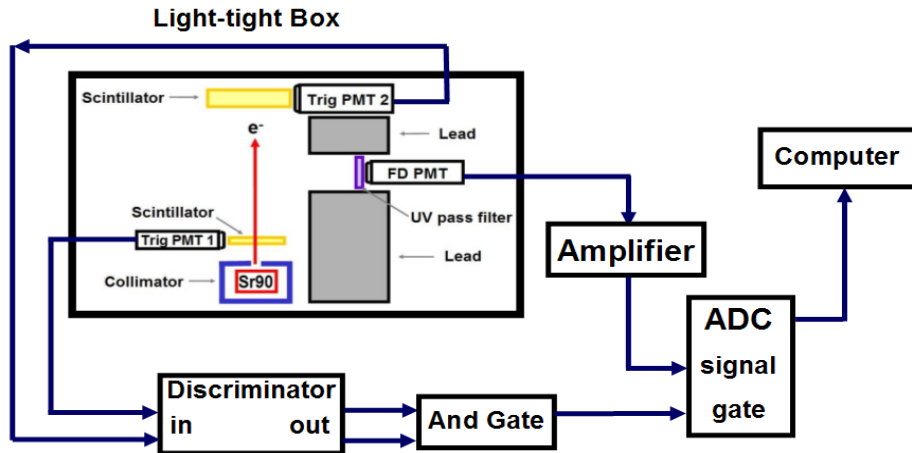 Light-tight Box
Scintillator
Trig PMT 2
e-
Lead
FD PMT
Computer
Scintillator
UV pass filter
Trig PMT 1
Amplifier
Lead
Collimator
Sr90
ADC
signal
gate
Discriminator
in out
And Gate